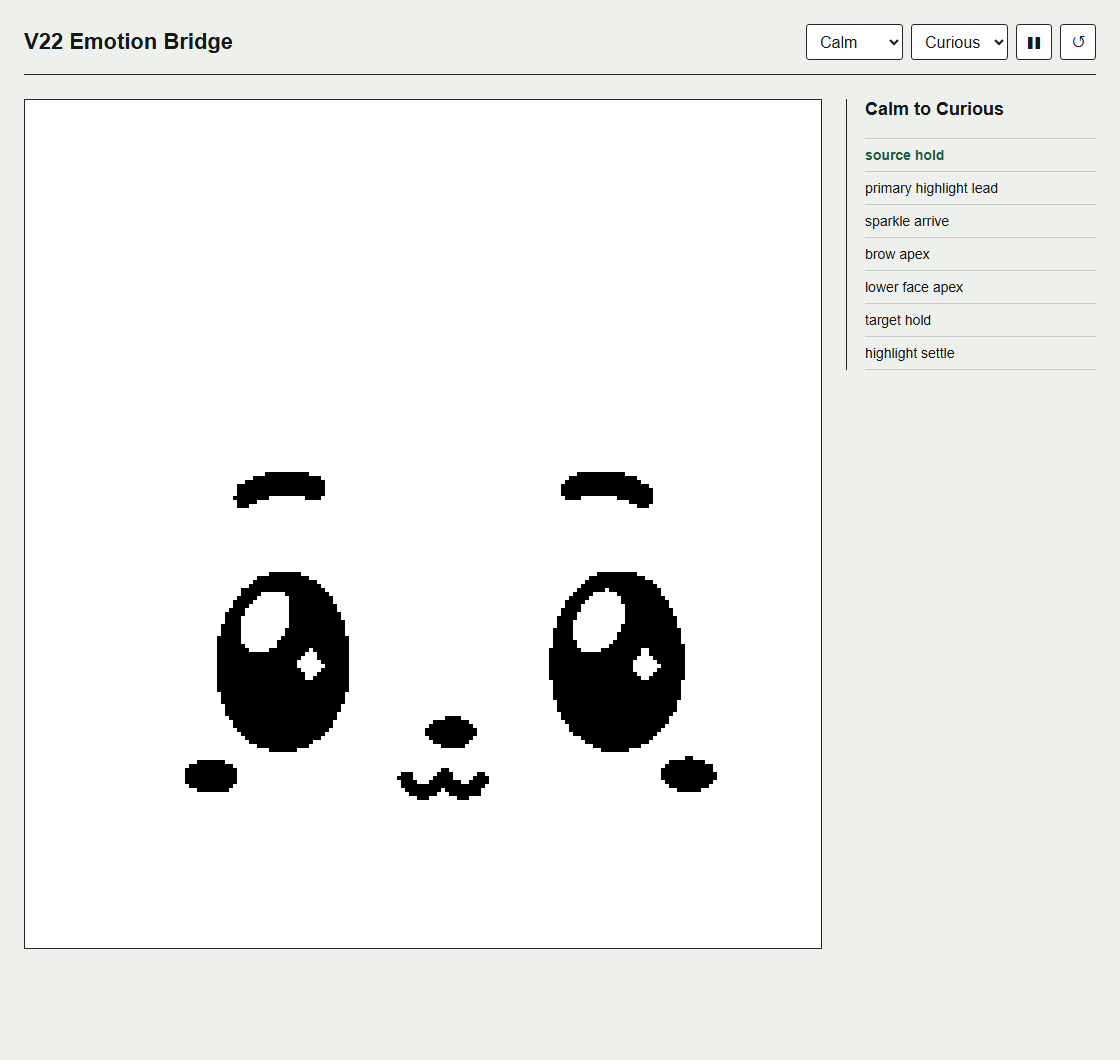 V22 Emotion Bridge
Calm
Curious
Calm to Curious
source hold
primary highlight lead
sparkle arrive
brow apex
lower face apex
target hold
highlight settle